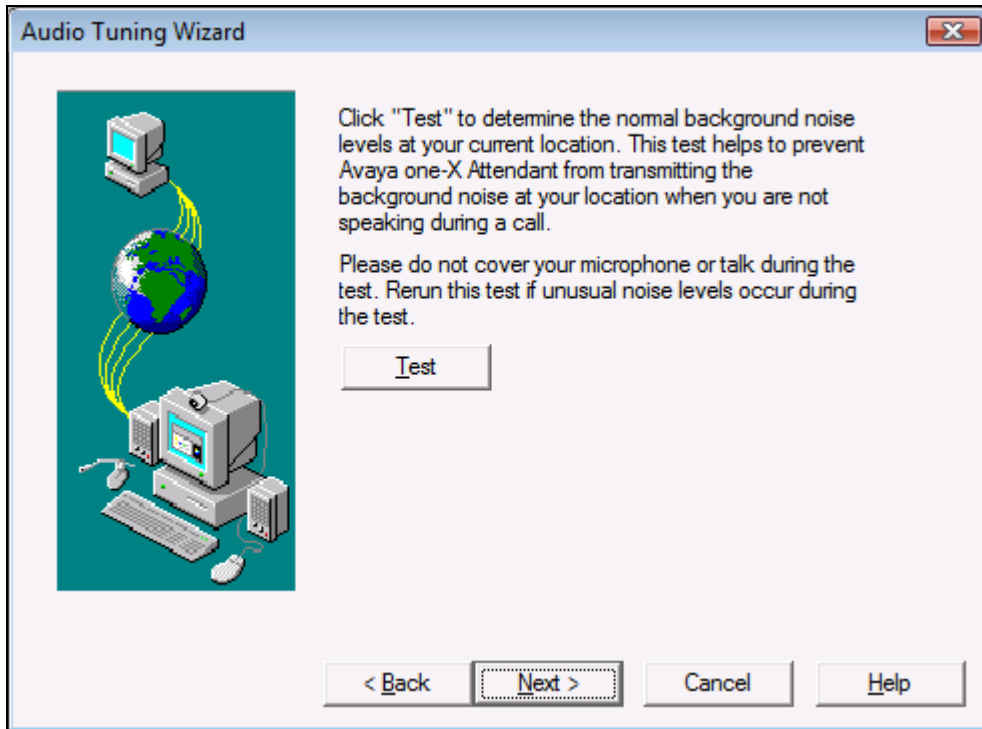 Audio Tuning Wizard
Click "Test" to determine the normal background noise
levels at your current location. This test helps to prevent
Avaya one-X Attendant from transmitting the
background noise at your location when you are not
speaking during a call.
Please do not cover your microphone or talk during the
test. Rerun this test if unusual noise levels occur during
the test.
Test
< Back
Next >
Cancel
Help